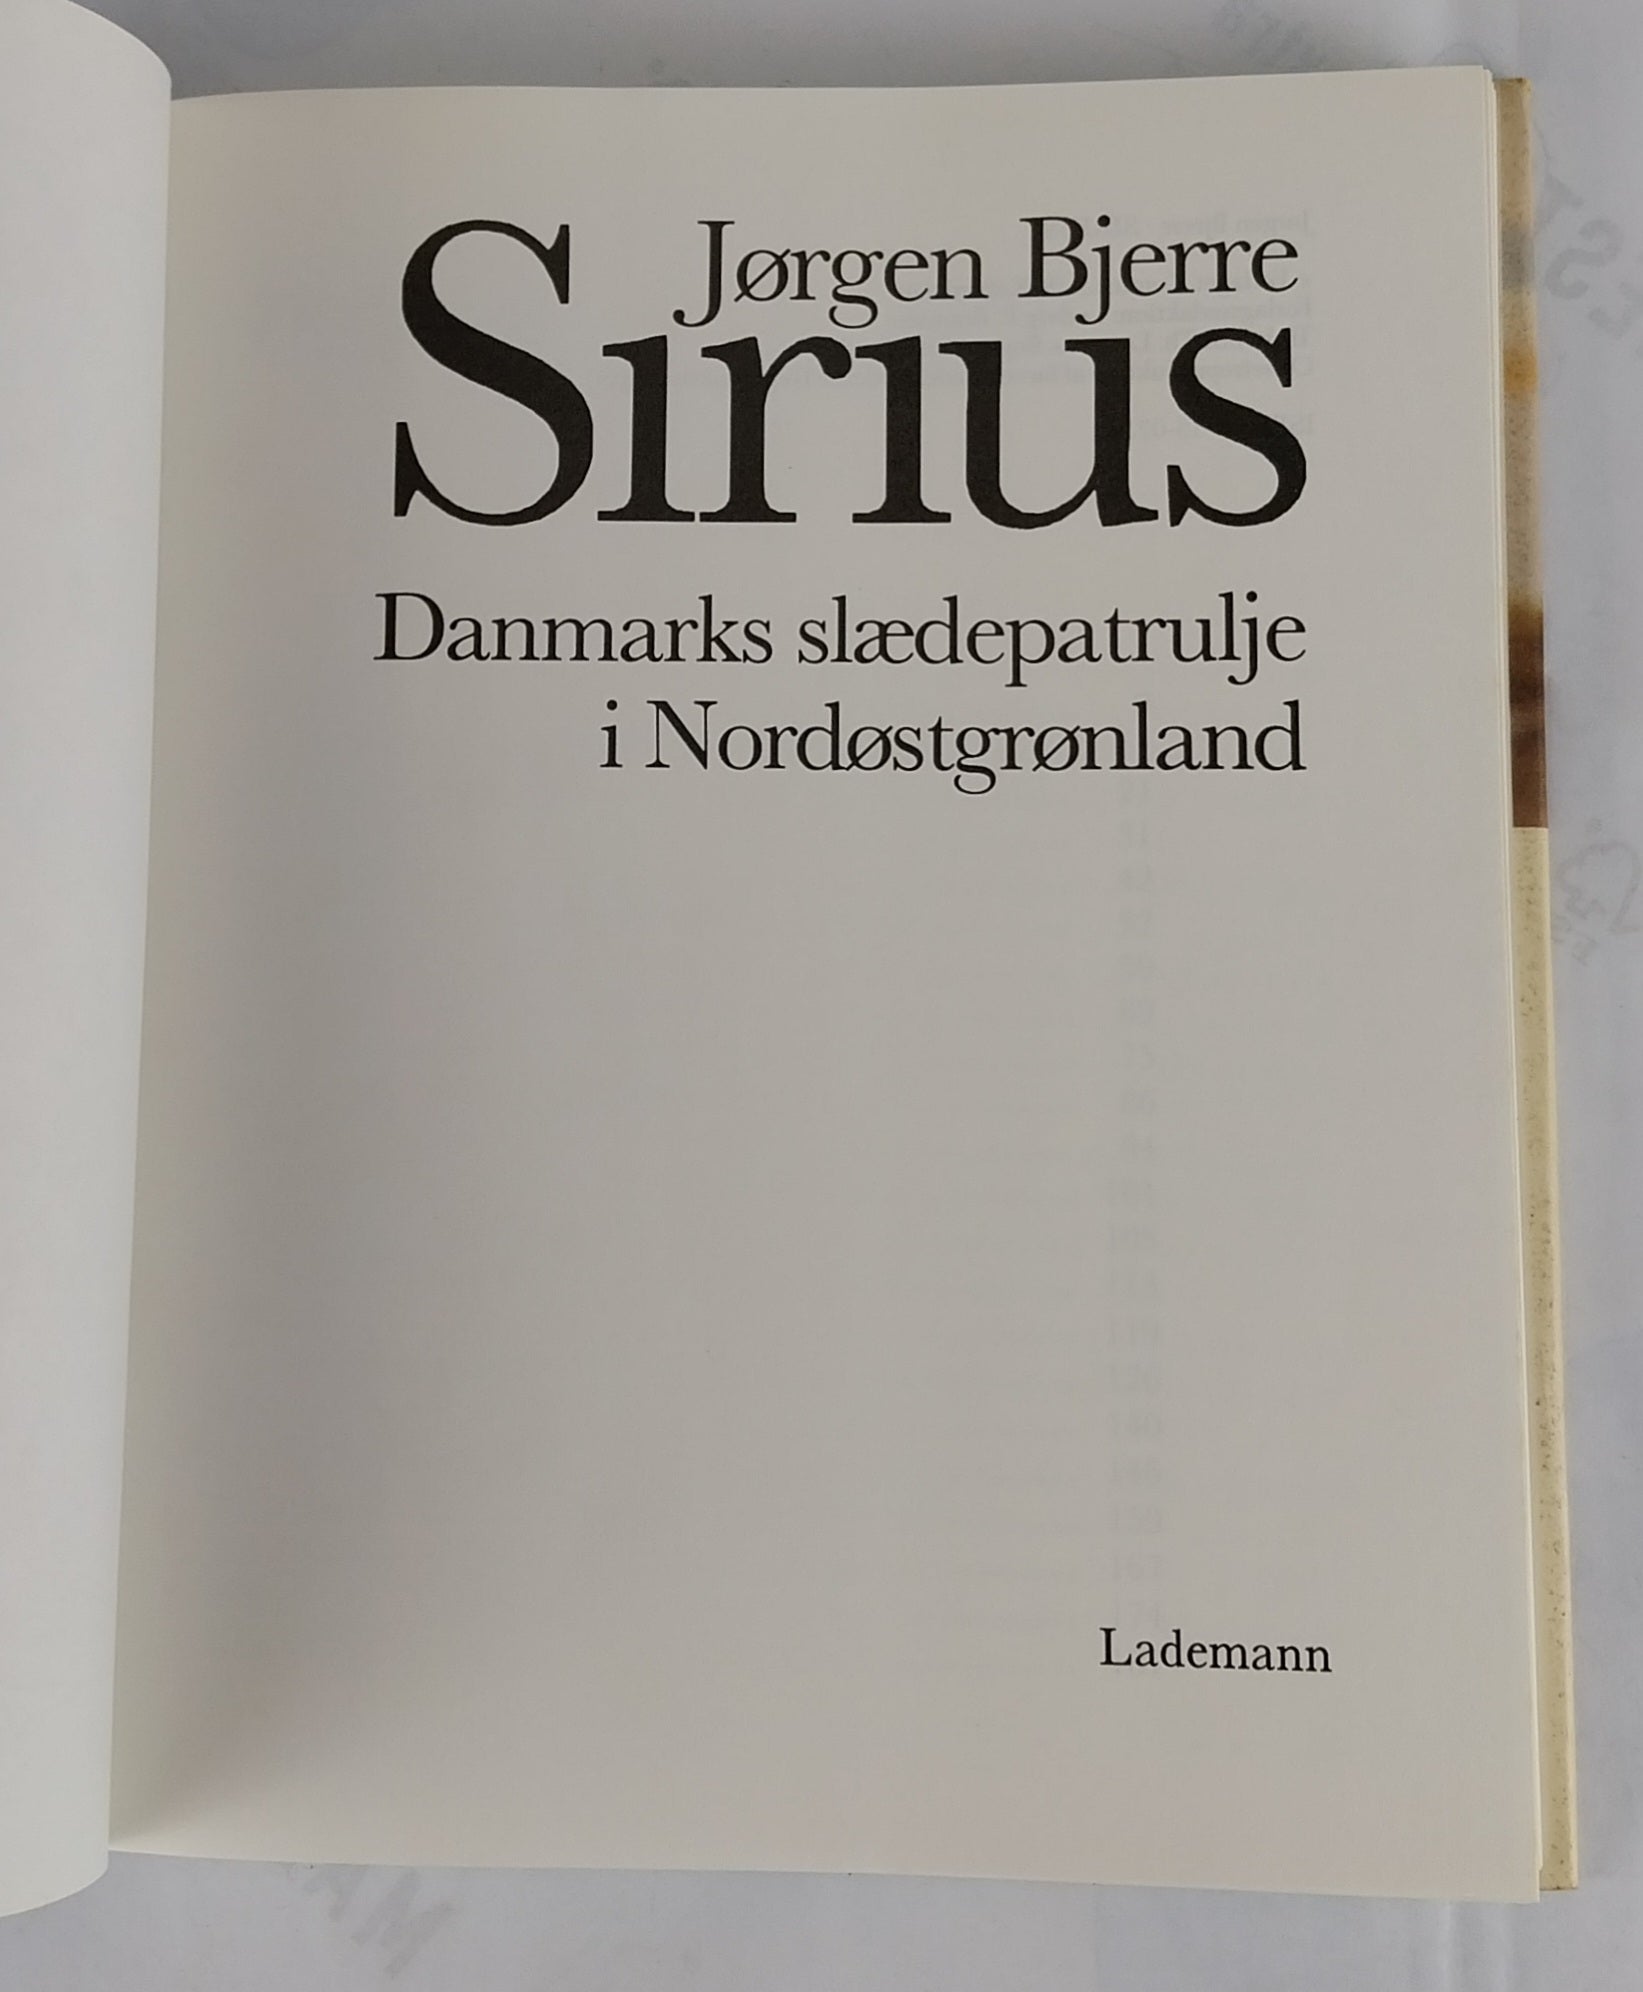 Jørgen Bjerre
Sirius
Danmarks slædepatrulje
i Nordøstgrønland
Lademann